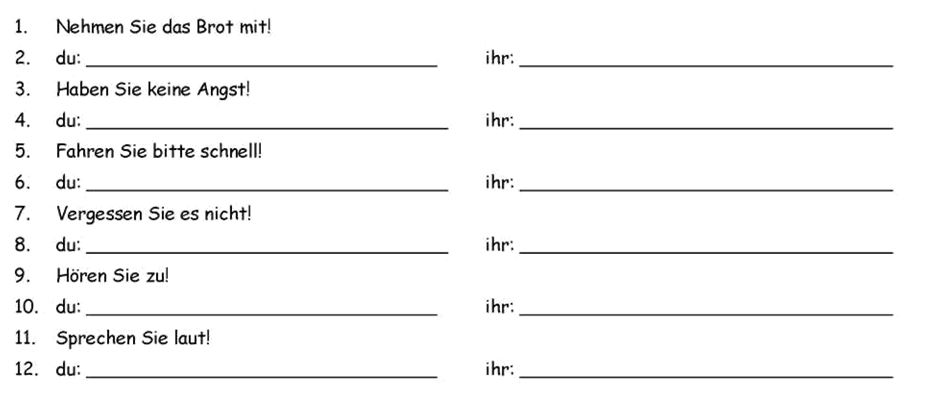 1. Nehmen Sie das Brot mit!
2. du: ihr:
3. Haben Sie keine Angst!
4. du: ihr:
5. Fahren Sie bitte schnell!
6. du: ihr:
7. Vergessen Sie es nicht!
8. du: ihr:
9. Hören Sie zu!
10. du: ihr:
11. Sprechen Sie laut!
12. du: ihr: